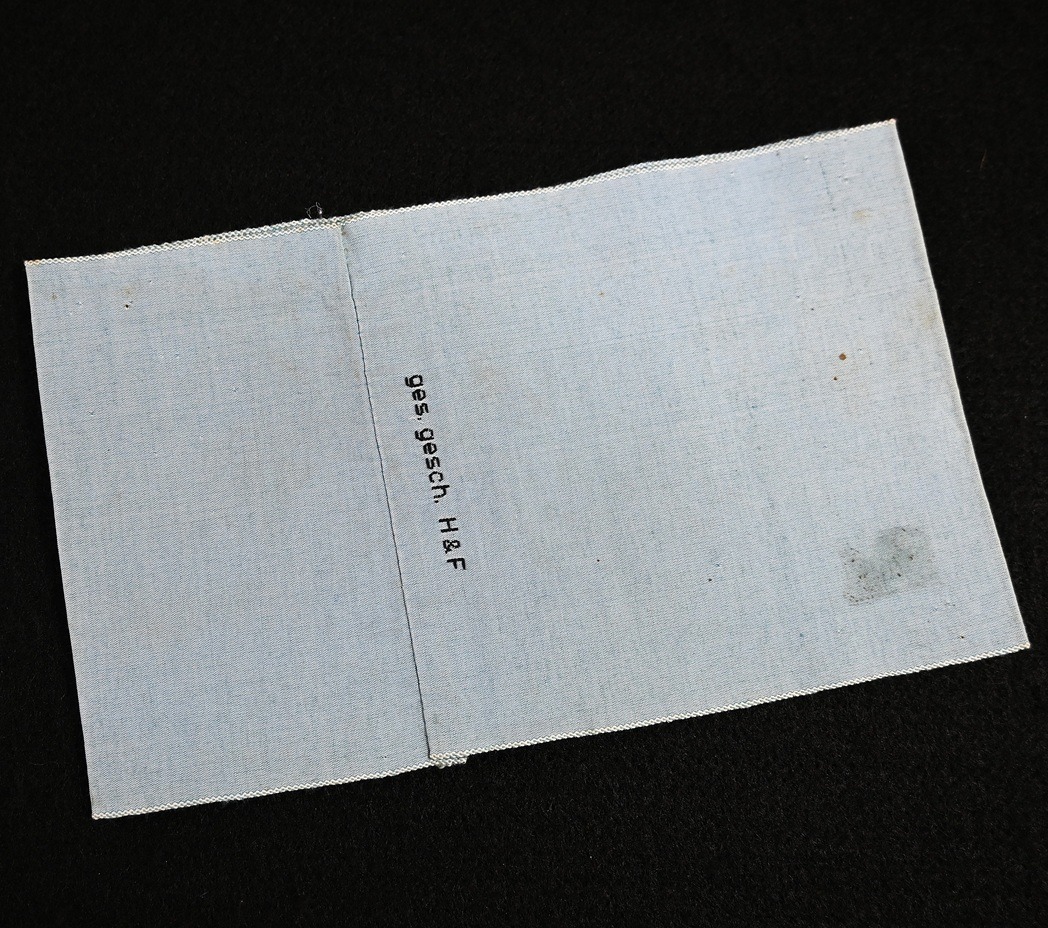 ges. gesch. H & F